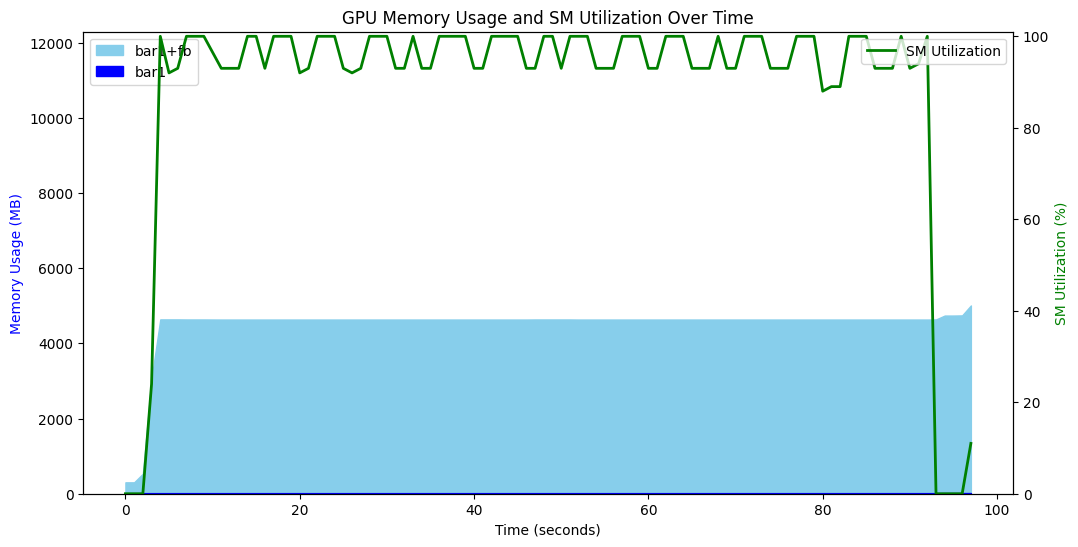 GPU Memory Usage and SM Utilization Over Time
bar1+fb
bar1
SM Utilization
12000
10000
8000
6000
4000
2000
0
Memory Usage (MB)
100
80
60
40
20
0
SM Utilization (%)
0 20 40 60 80 100
Time (seconds)